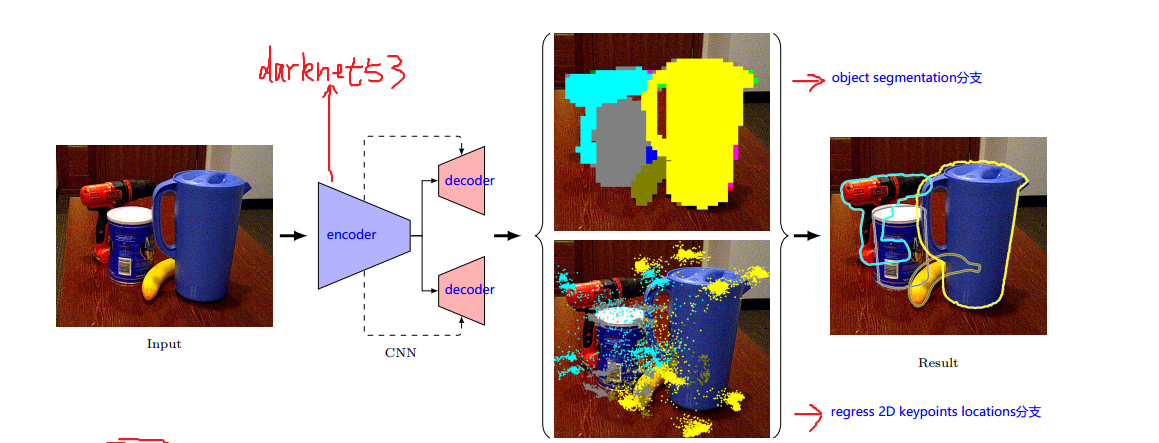 darknet53
object segmentation分支
decoder
encoder
decoder
Input
CNN
Result
regress 2D keypoints locations分支